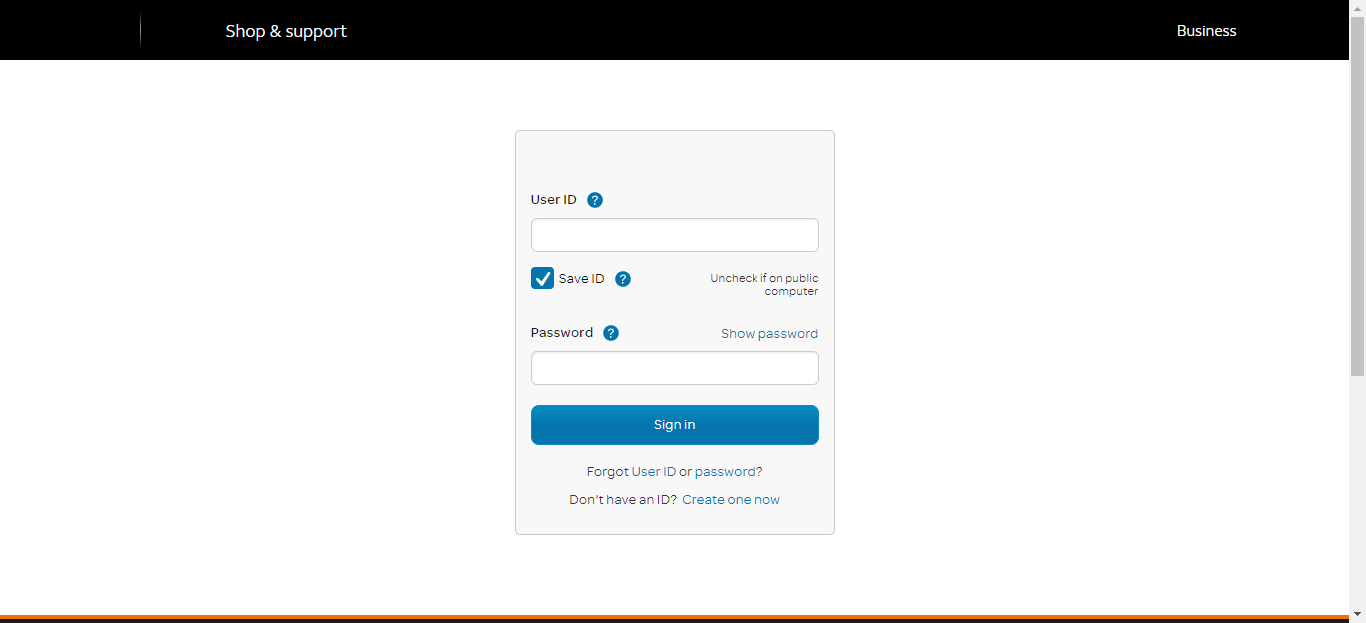 Shop & support
Business
User ID ?
Save ID ?
Uncheck if on public
computer
Password ?
Show password
Sign in
Forgot User ID or password?
Don't have an ID? Create one now